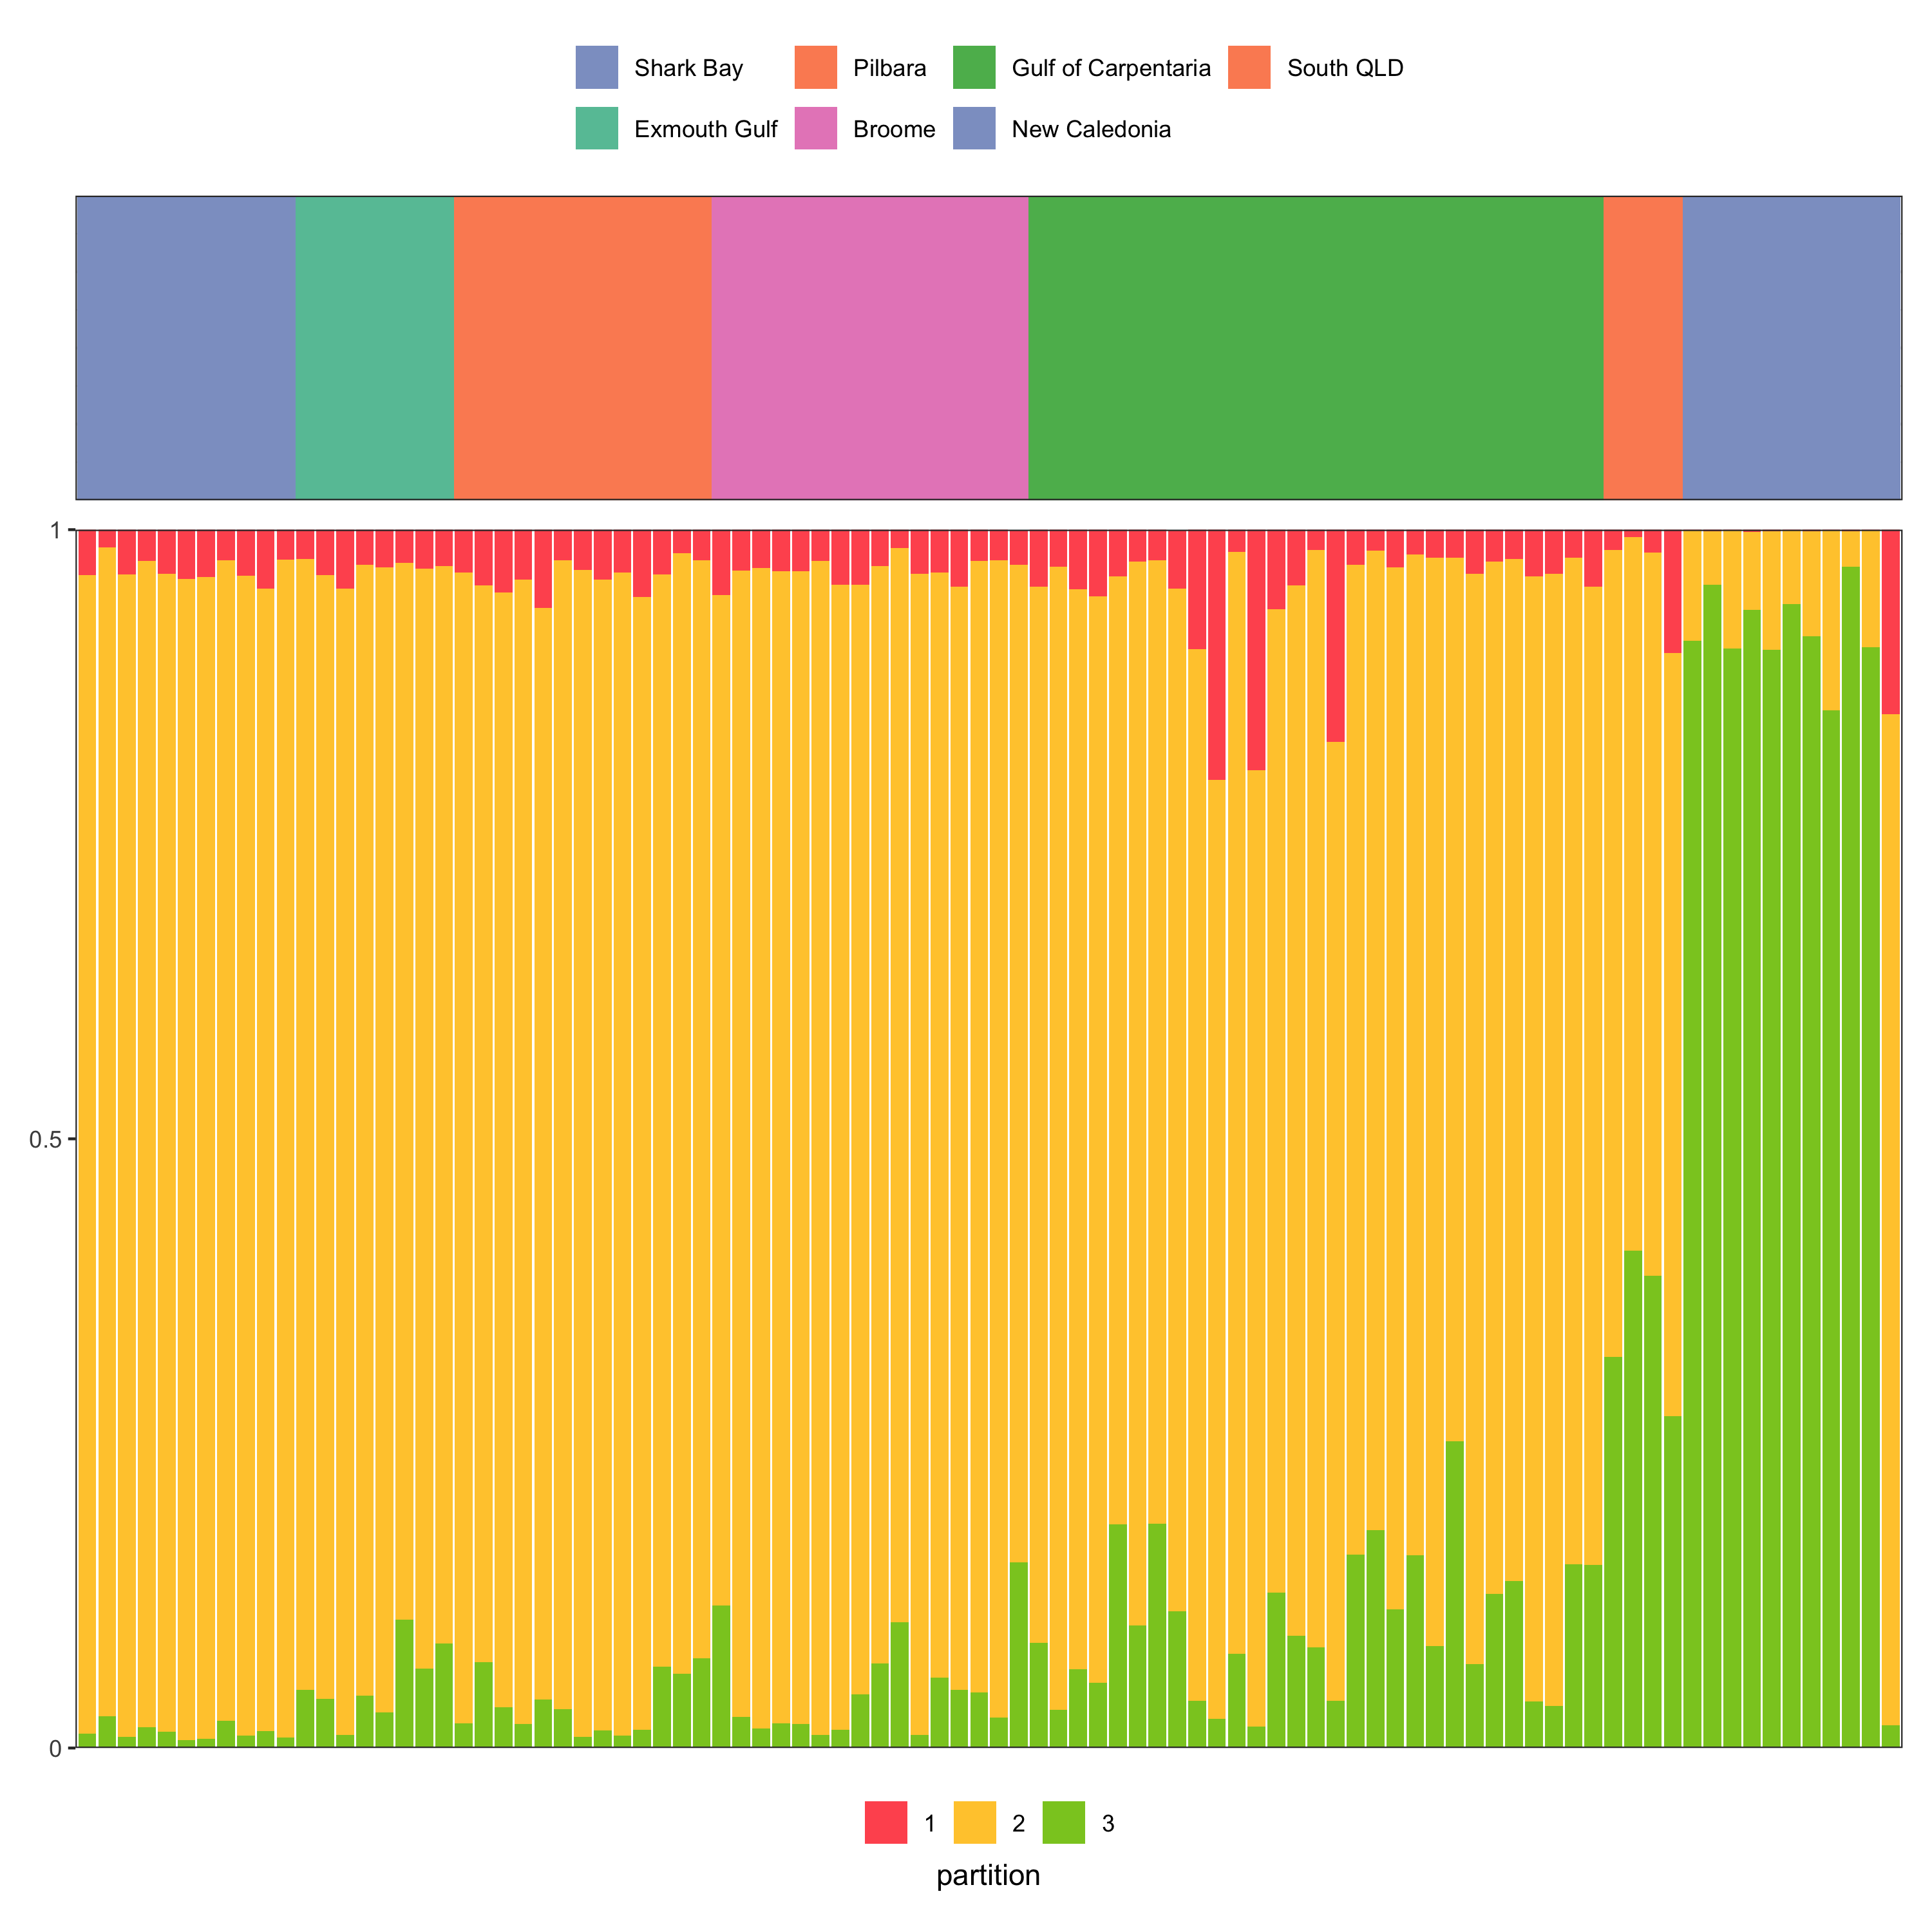 Shark Bay Pilbara Gulf of Carpentaria South QLD
Exmouth Gulf Broome New Caledonia
1
0.5
0
1 2 3
partition